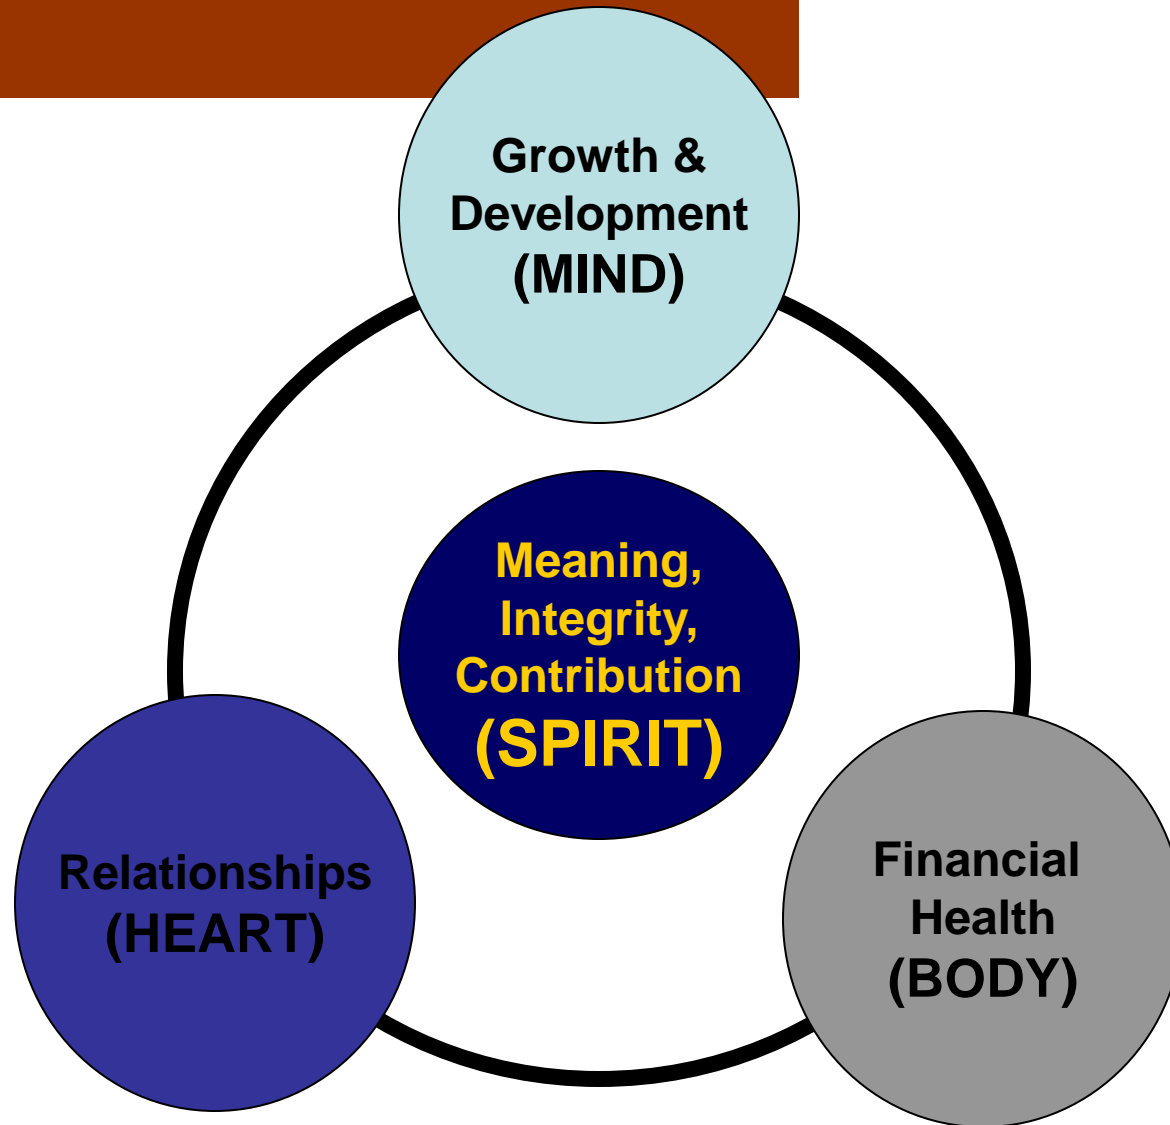 Growth &
Development
(MIND)
Meaning,
Integrity,
Contribution
(SPIRIT)
Relationships
(HEART)
Financial
Health
(BODY)